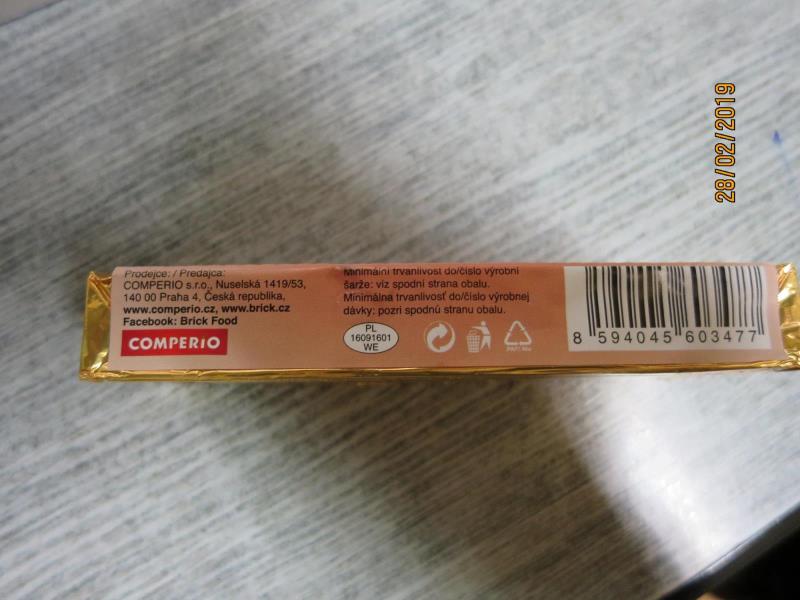 28/02/2019
Prodejce: / Predajca:
COMPERIO s.r.o., Nuselská 1419/53,
140 00 Praha 4, Česká republika,
www.comperio.cz, www.brick.cz
Facebook: Brick Food
COMPERIO
Minimální trvanlivost do/číslo výrobní
šarže: viz spodní strana obalu.
Minimálna trvanlivosť do/číslo výrobnej
dávky: pozri spodnú stranu obalu.
PL
16091601
WE
8 594045 603477